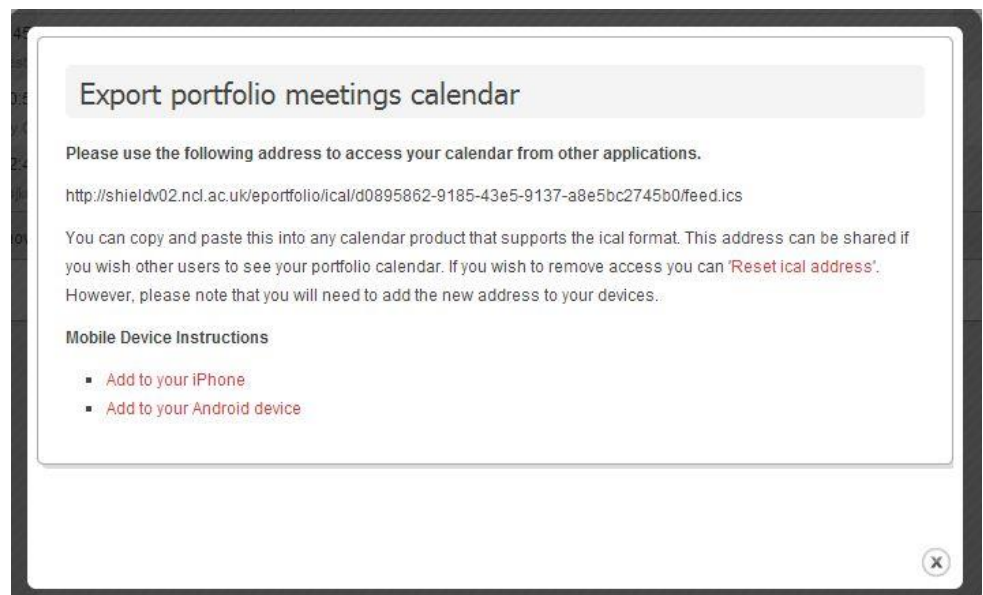 Export portfolio meetings calendar
Please use the following address to access your calendar from other applications.
http://shieldv02.ncl.ac.uk/eportfolio/ical/d0895862-9185-43e5-9137-a8e5bc2745b0/feed.ics
You can copy and paste this into any calendar product that supports the ical format. This address can be shared if
you wish other users to see your portfolio calendar. If you wish to remove access you can 'Reset ical address'.
However, please note that you will need to add the new address to your devices.
Mobile Device Instructions
Add to your iPhone
Add to your Android device
x